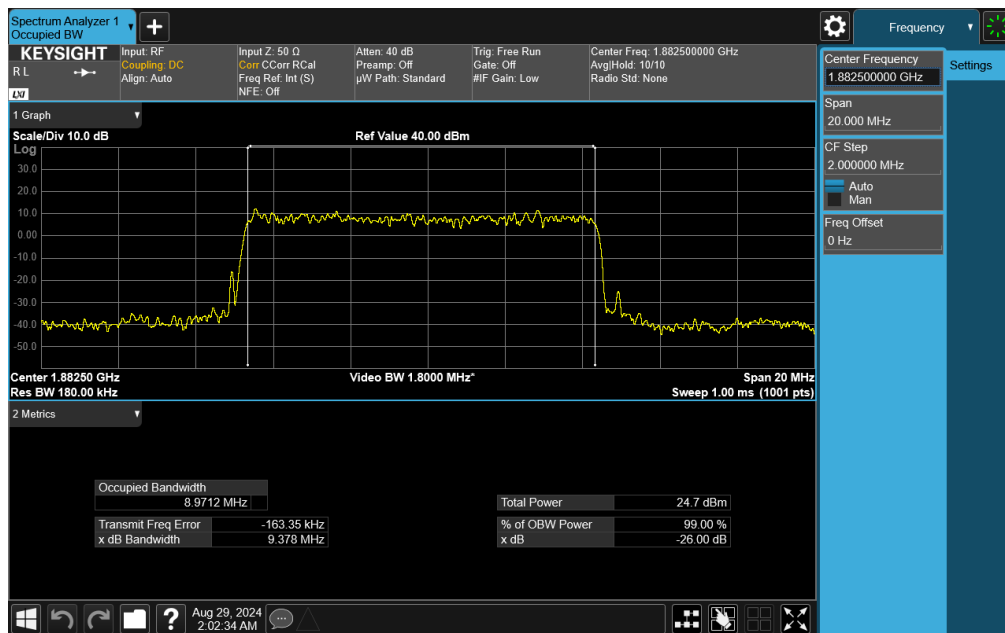 Spectrum Analyzer 1
Occupied BW
Frequency
KEYSIGHT
R L
LXI
Input: RF
Coupling: DC
Align: Auto
Input Z: 50 Ω
Corr CCorr RCal
Freq Ref: Int (S)
NFE: Off
Atten: 40 dB
Preamp: Off
µW Path: Standard
Trig: Free Run
Gate: Off
#IF Gain: Low
Center Freq: 1.882500000 GHz
Avg|Hold: 10/10
Radio Std: None
Center Frequency
1.882500000 GHz
Settings
Span
20.000 MHz
CF Step
2.000000 MHz
Auto
Man
Freq Offset
0 Hz
1 Graph
Scale/Div 10.0 dB
Ref Value 40.00 dBm
Log
30.0
20.0
10.0
0.00
-10.0
-20.0
-30.0
-40.0
-50.0
Center 1.88250 GHz
Video BW 1.8000 MHz*
Span 20 MHz
Res BW 180.00 kHz
Sweep 1.00 ms (1001 pts)
2 Metrics
Occupied Bandwidth
8.9712 MHz
Total Power 24.7 dBm
Transmit Freq Error -163.35 kHz
% of OBW Power 99.00 %
x dB Bandwidth 9.378 MHz
x dB -26.00 dB
?
Aug 29, 2024
2:02:34 AM